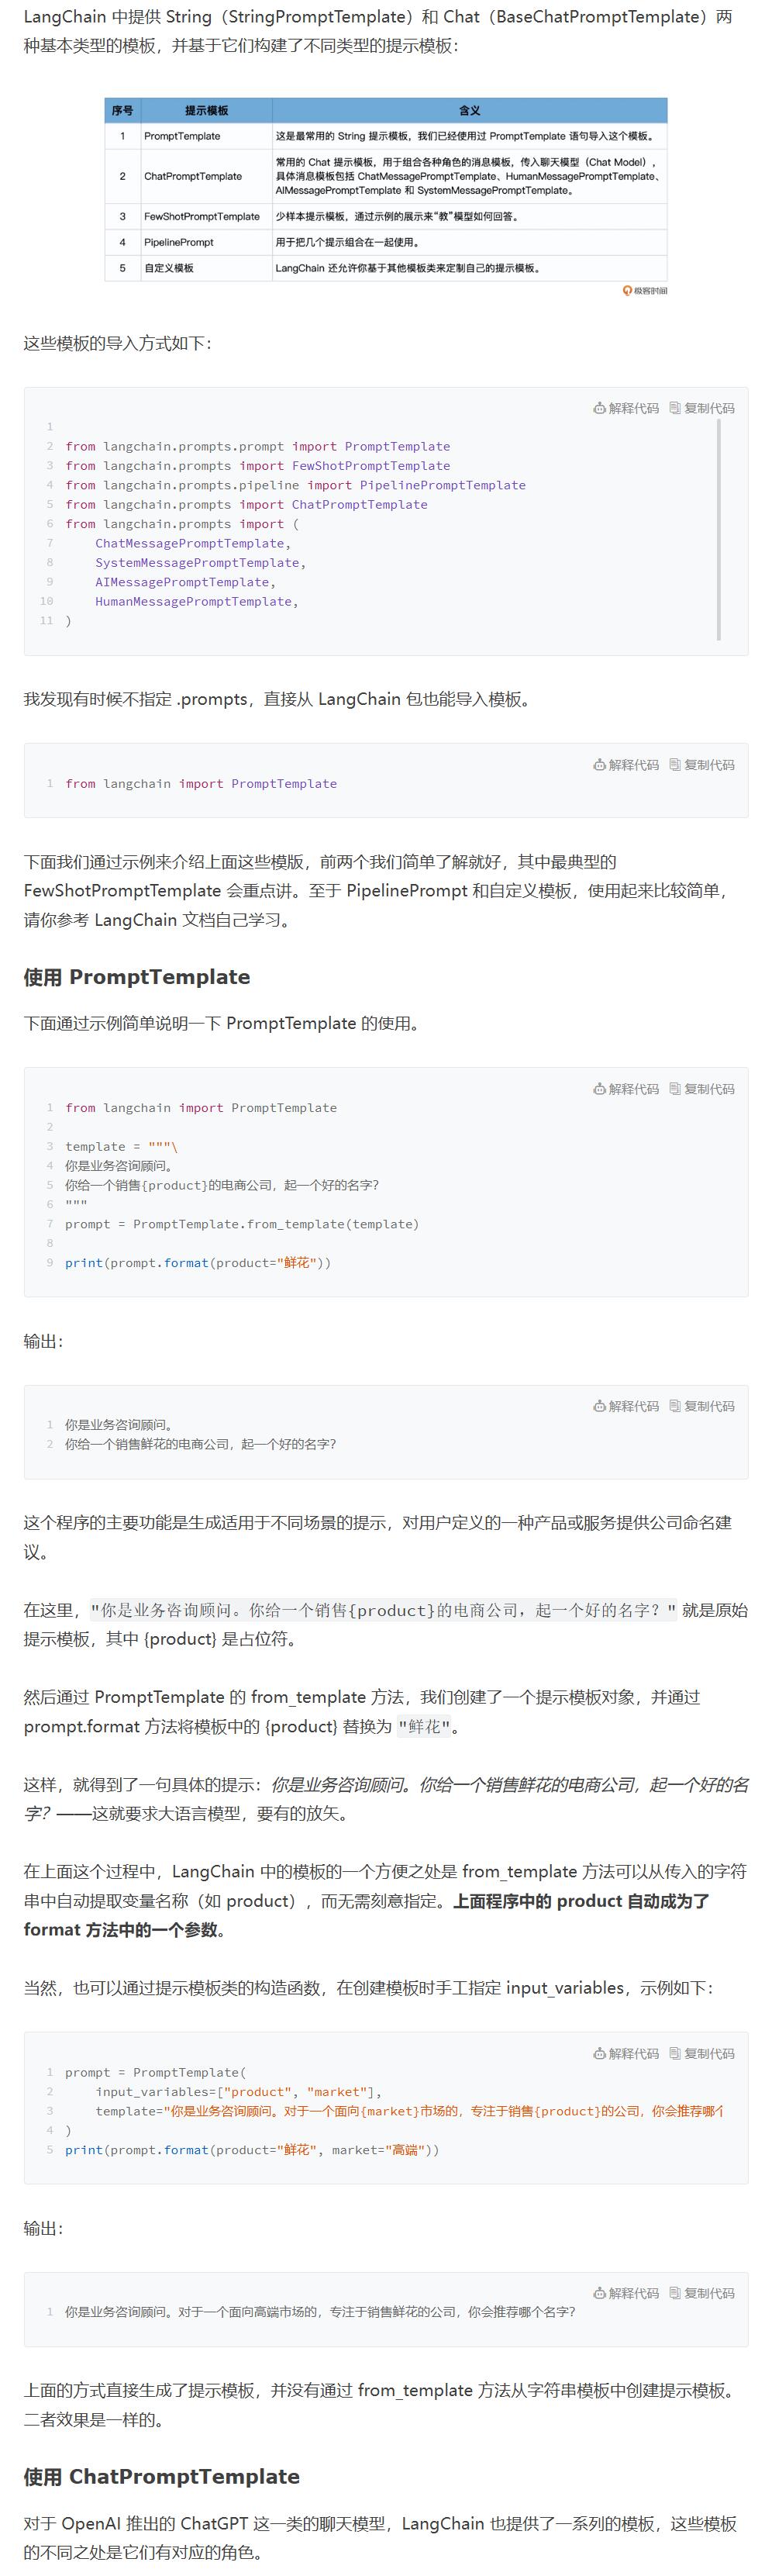 LangChain 中提供 String（StringPromptTemplate）和 Chat（BaseChatPromptTemplate）两
种基本类型的模板，并基于它们构建了不同类型的提示模板：
序号 提示模板 含义
1 PromptTemplate 这是最常用的 String 提示模板，我们已经使用过 PromptTemplate 语句导入这个模板。
2 ChatPromptTemplate 常用的 Chat 提示模板，用于组合各种角色的消息模板，传入聊天模型（Chat Model），
具体消息模板包括 ChatMessagePromptTemplate、HumanMessagePromptTemplate、
AIMessagePromptTemplate 和 SystemMessagePromptTemplate。
3 FewShotPromptTemplate 少样本提示模板，通过示例的展示来“教”模型如何回答。
4 PipelinePrompt 用于把几个提示组合在一起使用。
5 自定义模板 LangChain 还允许你基于其他模板类来定制自己的提示模板。
极客时间
这些模板的导入方式如下：
解释代码 复制代码
1
2 from langchain.prompts.prompt import PromptTemplate
3 from langchain.prompts import FewShotPromptTemplate
4 from langchain.prompts.pipeline import PipelinePromptTemplate
5 from langchain.prompts import ChatPromptTemplate
6 from langchain.prompts import (
7     ChatMessagePromptTemplate,
8     SystemMessagePromptTemplate,
9     AIMessagePromptTemplate,
10     HumanMessagePromptTemplate,
11 )
我发现有时候不指定 .prompts，直接从 LangChain 包也能导入模板。
解释代码 复制代码
1 from langchain import PromptTemplate
下面我们通过示例来介绍上面这些模版，前两个我们简单了解就好，其中最典型的
FewShotPromptTemplate 会重点讲。至于 PipelinePrompt 和自定义模板，使用起来比较简单，
请你参考 LangChain 文档自己学习。
使用 PromptTemplate
下面通过示例简单说明一下 PromptTemplate 的使用。
解释代码 复制代码
1 from langchain import PromptTemplate
2
3 template = """\
4 你是业务咨询顾问。
5 你给一个销售{product}的电商公司，起一个好的名字？
6 """
7 prompt = PromptTemplate.from_template(template)
8
9 print(prompt.format(product="鲜花"))
输出：
解释代码 复制代码
1 你是业务咨询顾问。
2 你给一个销售鲜花的电商公司，起一个好的名字？
这个程序的主要功能是生成适用于不同场景的提示，对用户定义的一种产品或服务提供公司命名建
议。
在这里，"你是业务咨询顾问。你给一个销售{product}的电商公司，起一个好的名字？" 就是原始
提示模板，其中 {product} 是占位符。
然后通过 PromptTemplate 的 from_template 方法，我们创建了一个提示模板对象，并通过
prompt.format 方法将模板中的 {product} 替换为 "鲜花"。
这样，就得到了一句具体的提示：你是业务咨询顾问。你给一个销售鲜花的电商公司，起一个好的名
字？——这就要求大语言模型，要有的放矢。
在上面这个过程中，LangChain 中的模板的一个方便之处是 from_template 方法可以从传入的字符
串中自动提取变量名称（如 product），而无需刻意指定。上面程序中的 product 自动成为了
format 方法中的一个参数。
当然，也可以通过提示模板类的构造函数，在创建模板时手工指定 input_variables，示例如下：
解释代码 复制代码
1 prompt = PromptTemplate(
2     input_variables=["product", "market"],
3     template="你是业务咨询顾问。对于一个面向{market}市场的，专注于销售{product}的公司，你会推荐哪个
4 )
5 print(prompt.format(product="鲜花", market="高端"))
输出：
解释代码 复制代码
1 你是业务咨询顾问。对于一个面向高端市场的，专注于销售鲜花的公司，你会推荐哪个名字？
上面的方式直接生成了提示模板，并没有通过 from_template 方法从字符串模板中创建提示模板。
二者效果是一样的。
使用 ChatPromptTemplate
对于 OpenAI 推出的 ChatGPT 这一类的聊天模型，LangChain 也提供了一系列的模板，这些模板
的不同之处是它们有对应的角色。